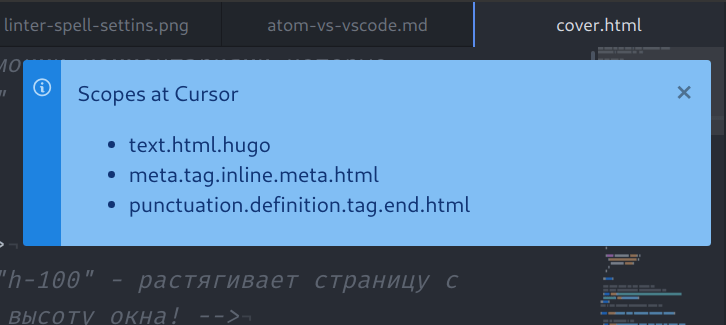 linter-spell-settins.png
atom-vs-vscode.md
cover.html
Scopes at Cursor
text.html.hugo
meta.tag.inline.meta.html
punctuation.definition.tag.end.html
"h-100" - растягивает страницу с
высоту окна! -->